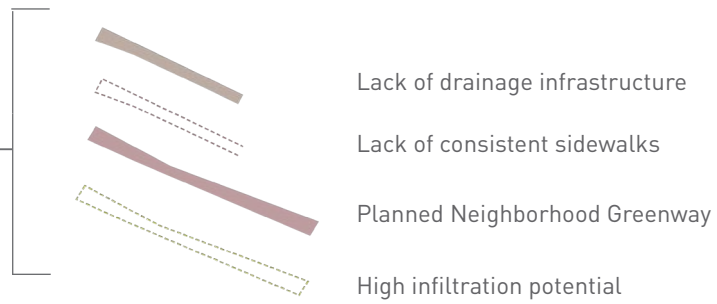 Lack of drainage infrastructure
Lack of consistent sidewalks
Planned Neighborhood Greenway
High infiltration potential